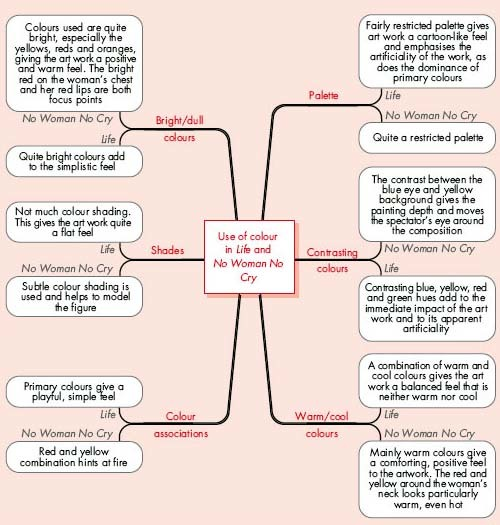 Colours used are quite
bright, especially the
yellows, reds and oranges,
giving the art work a positive
and warm feel. The bright
red on the woman's chest
and her red lips are both
focus points
No Woman No Cry
Bright/dull
colours
Life
Quite bright colours add
to the simplistic feel
Not much colour shading.
This gives the art work quite
a flat feel
Life
Shades
No Woman No Cry
Subtle colour shading is
used and helps to model
the figure
Primary colours give a
playful, simple feel
Life
Colour
associations
No Woman No Cry
Red and yellow
combination hints at fire
Use of colour
in Life and
No Woman No
Cry
Fairly restricted palette gives
art work a cartoon-like feel
and emphasises the
artificiality of the work, as
does the dominance of
primary colours
Life
Palette
No Woman No Cry
Quite a restricted palette
The contrast between the
blue eye and yellow
background gives the
painting depth and moves
the spectator's eye around
the composition
No Woman No Cry
Contrasting
colours
Life
Contrasting blue, yellow, red
and green hues add to the
immediate impact of the art
work and to its apparent
artificiality
A combination of warm and
cool colours gives the art
work a balanced feel that is
neither warm nor cool
Life
Warm/cool
colours
No Woman No Cry
Mainly warm colours give
a comforting, positive feel
to the artwork. The red and
yellow around the woman's
neck looks particularly
warm, even hot